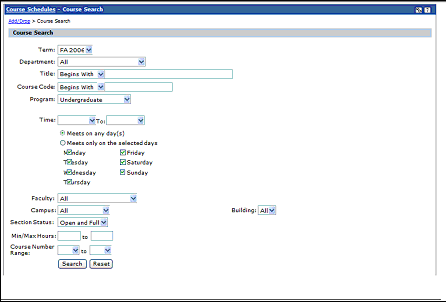 Course Schedules - Course Search
Add/Drop > Course Search
Course Search
Term: FA 2006
Department: All
Title: Begins With
Course Code: Begins With
Program: Undergraduate
Time: To:
Meets on any day(s)
Meets only on the selected days
Monday Friday
Tuesday Saturday
Wednesday Sunday
Thursday
Faculty: All
Campus: All Building: All
Section Status: Open and Full
Min/Max Hours: to
Course Number
Range: to
Search Reset